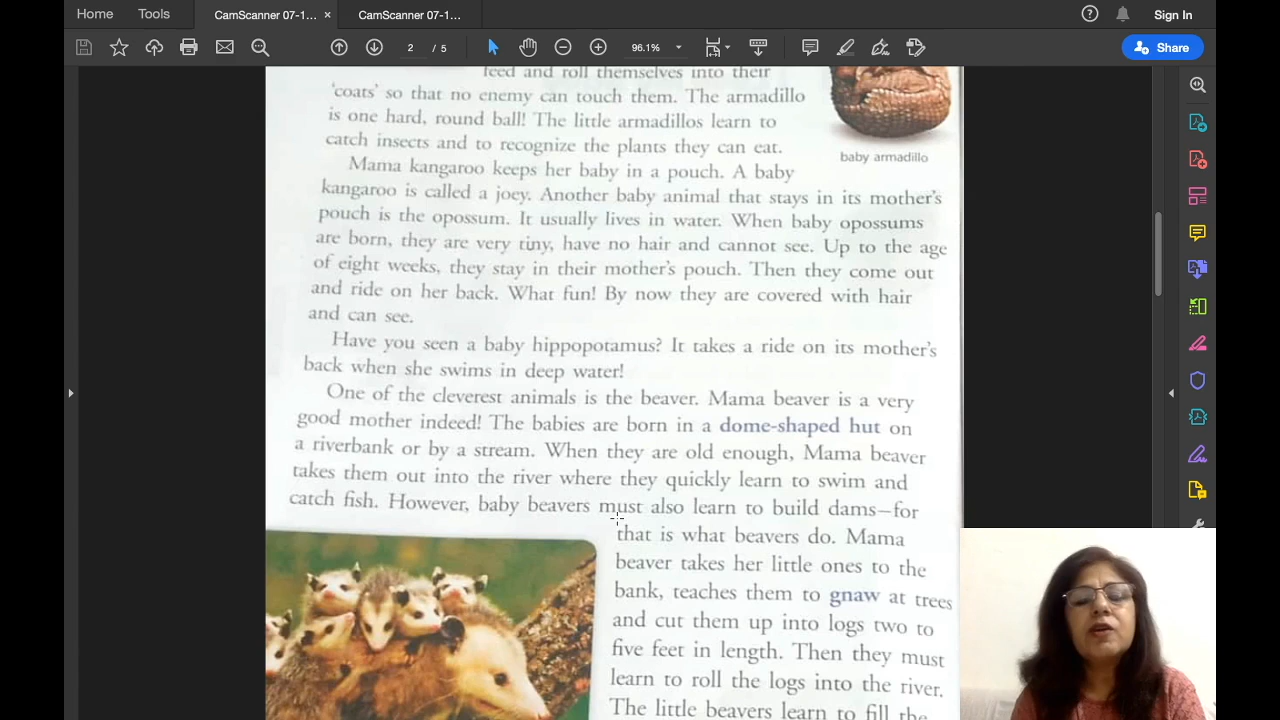 Home
Tools
CamScanner 07-1...
×
CamScanner 07-1...
Sign In
2 / 5
96.1%
Share
feed and roll themselves into their
‘coats’ so that no enemy can touch them. The armadillo
is one hard, round ball! The little armadillos learn to
catch insects and to recognize the plants they can eat.
baby armadillo
Mama kangaroo keeps her baby in a pouch. A baby
kangaroo is called a joey. Another baby animal that stays in its mother’s
pouch is the opossum. It usually lives in water. When baby opossums
are born, they are very tiny, have no hair and cannot see. Up to the age
of eight weeks, they stay in their mother’s pouch. Then they come out
and ride on her back. What fun! By now they are covered with hair
and can see.
Have you seen a baby hippopotamus? It takes a ride on its mother’s
back when she swims in deep water!
One of the cleverest animals is the beaver. Mama beaver is a very
good mother indeed! The babies are born in a dome-shaped hut on
a riverbank or by a stream. When they are old enough, Mama beaver
takes them out into the river where they quickly learn to swim and
catch fish. However, baby beavers must also learn to build dams—for
that is what beavers do. Mama
beaver takes her little ones to the
bank, teaches them to gnaw at trees
and cut them up into logs two to
five feet in length. Then they must
learn to roll the logs into the river.
The little beavers learn to fill the